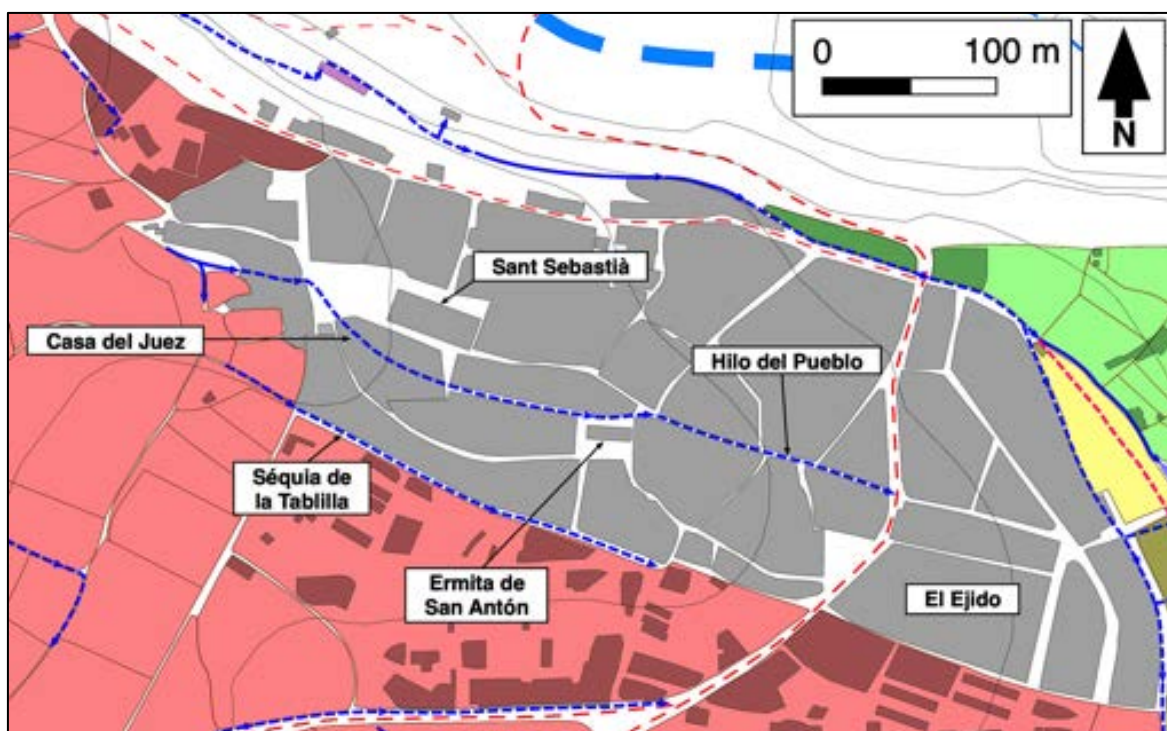 0 100 m
N
Sant Sebastià
Casa del Juez
Hilo del Pueblo
Séquia de
la Tablilla
Ermita de
San Antón
El Ejido